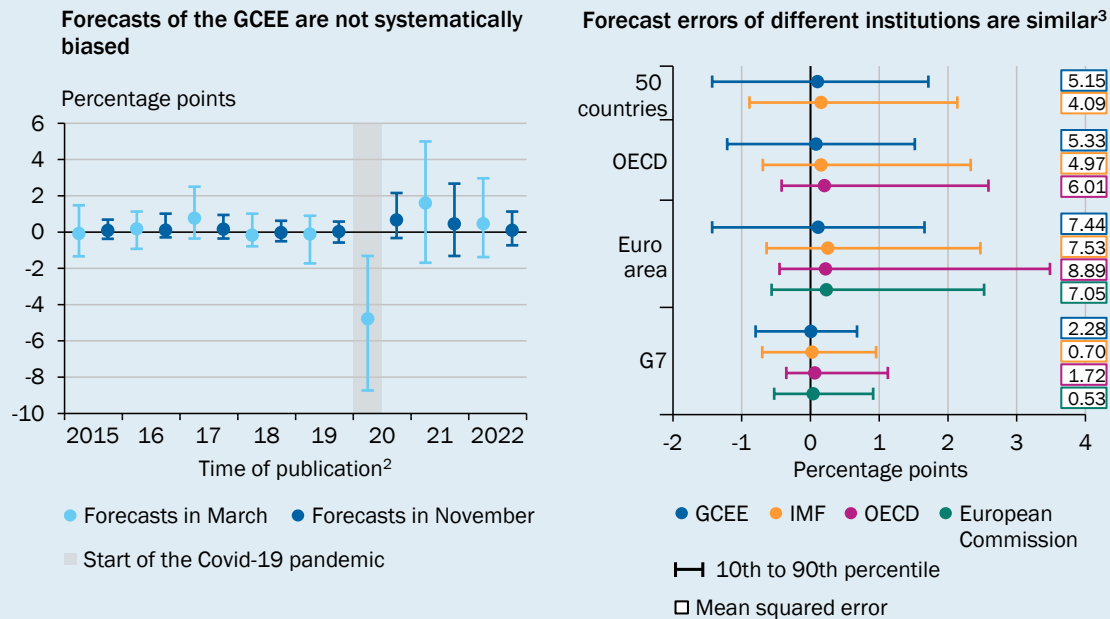 Forecasts of the GCEE are not systematically
biased
Percentage points
6
4
2
0
-2
-4
-6
-8
-10
2015 16 17 18 19 20 21 2022
Time of publication²
Forecasts in March Forecasts in November
Start of the Covid-19 pandemic
Forecast errors of different institutions are similar³
50
countries
5.15
4.09
OECD
5.33
4.97
6.01
Euro
area
7.44
7.53
8.89
7.05
G7
2.28
0.70
1.72
0.53
-2 -1 0 1 2 3 4
Percentage points
GCEE IMF OECD European
Commission
10th to 90th percentile
Mean squared error